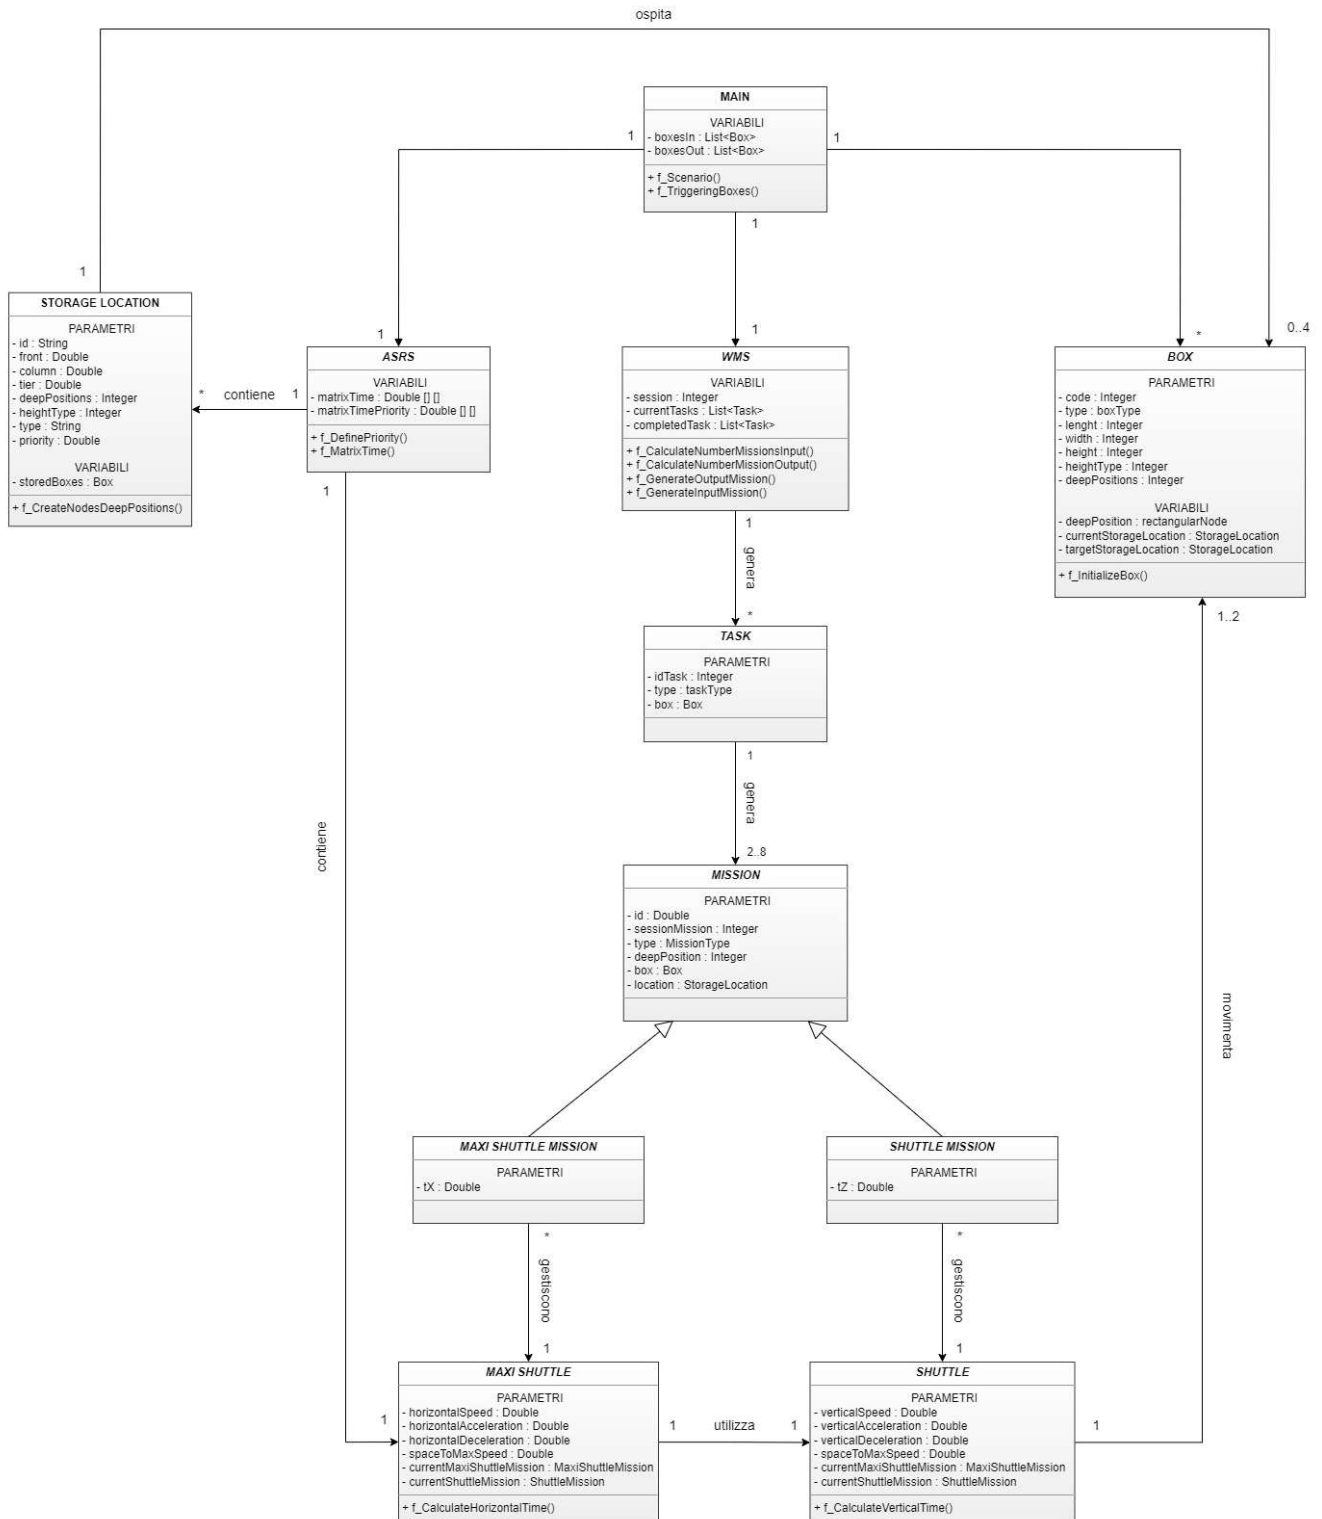 ospita
MAIN
VARIABILI
- boxesIn : List<Box>
- boxesOut : List<Box>
+ f_Scenario()
+ f_TriggeringBoxes()
1
1
1
1
STORAGE LOCATION
PARAMETRI
- id : String
- front : Double
- column : Double
- tier : Double
- deepPositions : Integer
- heightType : Integer
- type : String
- priority : Double
VARIABILI
- storedBoxes : Box
+ f_CreateNodesDeepPositions()
* contiene 1
1
ASRS
VARIABILI
- matrixTime : Double [] []
- matrixTimePriority : Double [] []
+ f_DefinePriority()
+ f_MatrixTime()
1
1
WMS
VARIABILI
- session : Integer
- currentTasks : List<Task>
- completedTask : List<Task>
+ f_CalculateNumberMissionsInput()
+ f_CalculateNumberMissionOutput()
+ f_GenerateOutputMission()
+ f_GenerateInputMission()
*
0..4
BOX
PARAMETRI
- code : Integer
- type : boxType
- lenght : Integer
- width : Integer
- height : Integer
- heightType : Integer
- deepPositions : Integer
VARIABILI
- deepPosition : rectangularNode
- currentStorageLocation : StorageLocation
- targetStorageLocation : StorageLocation
+ f_InitializeBox()
1..2
1
genera
*
TASK
PARAMETRI
- idTask : Integer
- type : taskType
- box : Box
1
genera
2..8
contiene
MISSION
PARAMETRI
- id : Double
- sessionMission : Integer
- type : MissionType
- deepPosition : Integer
- box : Box
- location : StorageLocation
movimenta
MAXI SHUTTLE MISSION
PARAMETRI
- tX : Double
SHUTTLE MISSION
PARAMETRI
- tZ : Double
*
gestiscono
1
*
gestiscono
1
1
MAXI SHUTTLE
PARAMETRI
- horizontalSpeed : Double
- horizontalAcceleration : Double
- horizontalDeceleration : Double
- spaceToMaxSpeed : Double
- currentMaxiShuttleMission : MaxiShuttleMission
- currentShuttleMission : ShuttleMission
+ f_CalculateHorizontalTime()
1 utilizza 1
SHUTTLE
PARAMETRI
- verticalSpeed : Double
- verticalAcceleration : Double
- verticalDeceleration : Double
- spaceToMaxSpeed : Double
- currentMaxiShuttleMission : MaxiShuttleMission
- currentShuttleMission : ShuttleMission
+ f_CalculateVerticalTime()
1